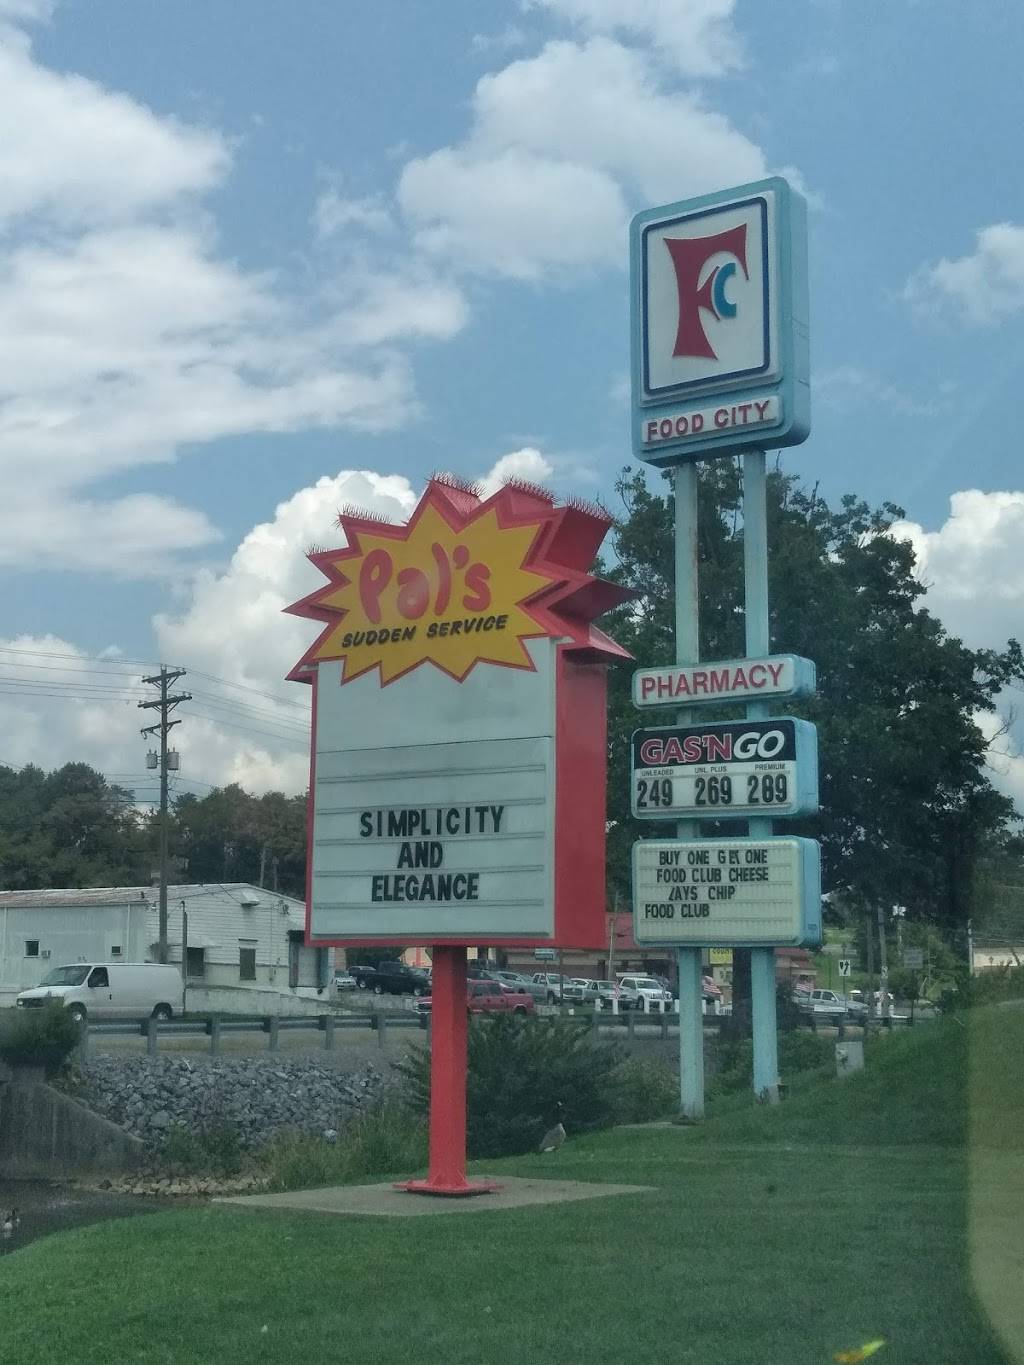 Pal's
SUDDEN SERVICE
SIMPLICITY
AND
ELEGANCE
FC
FOOD CITY
PHARMACY
GAS'N GO
UNLEADED UNL. PLUS PREMIUM
249 269 289
BUY ONE GET ONE
FOOD CLUB CHEESE
LAYS CHIP
FOOD CLUB